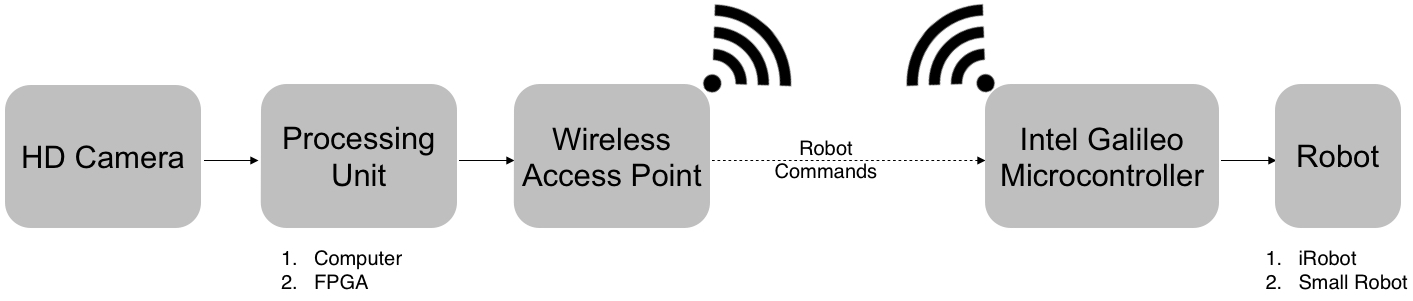 HD Camera
Processing
Unit
Wireless
Access Point
Robot
Commands
Intel Galileo
Microcontroller
Robot
1. Computer
2. FPGA
1. iRobot
2. Small Robot